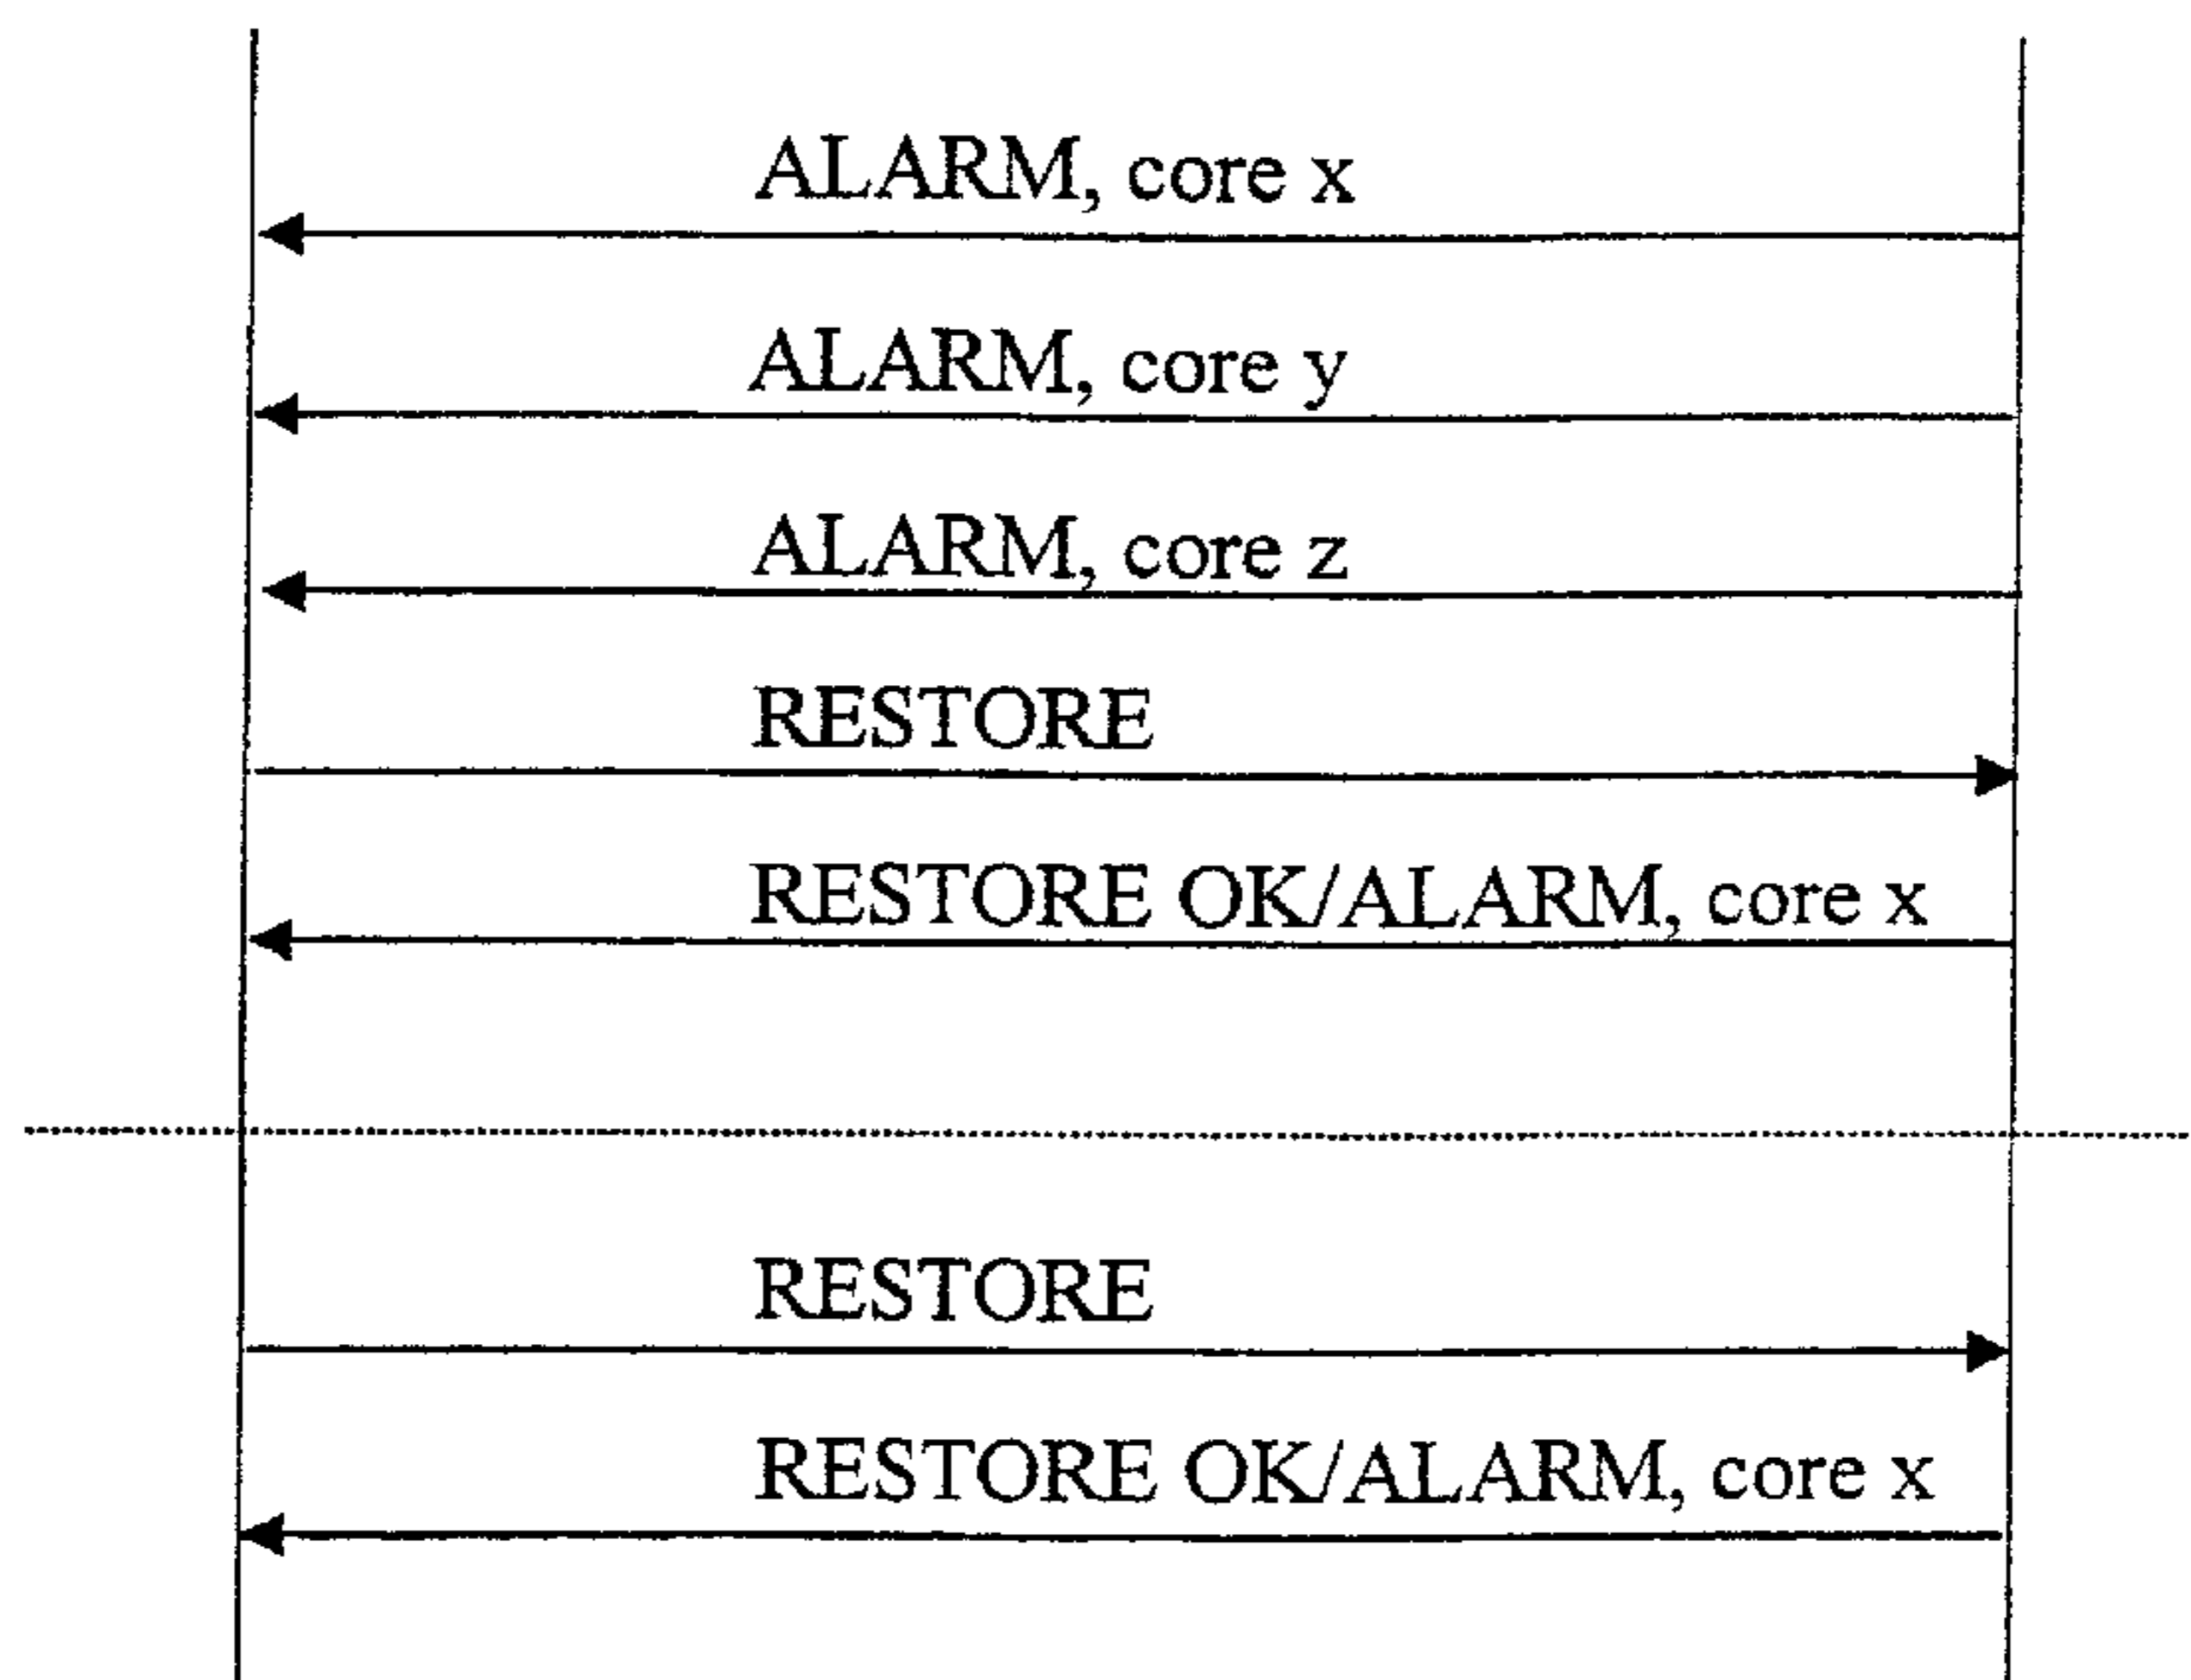 ALARM, core x
ALARM, core y
ALARM, core z
RESTORE
RESTORE OK/ALARM, core x
RESTORE
RESTORE OK/ALARM, core x